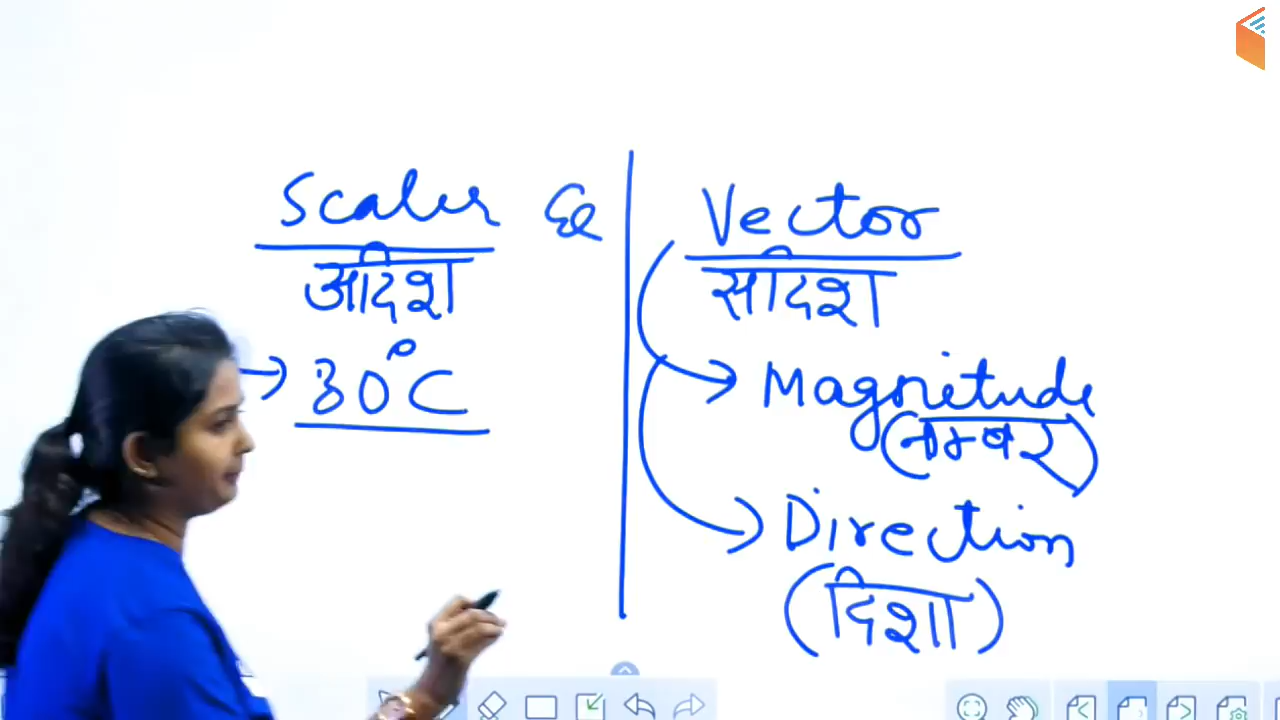 Scaler &
अदिश
→ 30°C
Vector
सदिश
→ Magnitude
(नम्बर)
→ Direction
(दिशा)